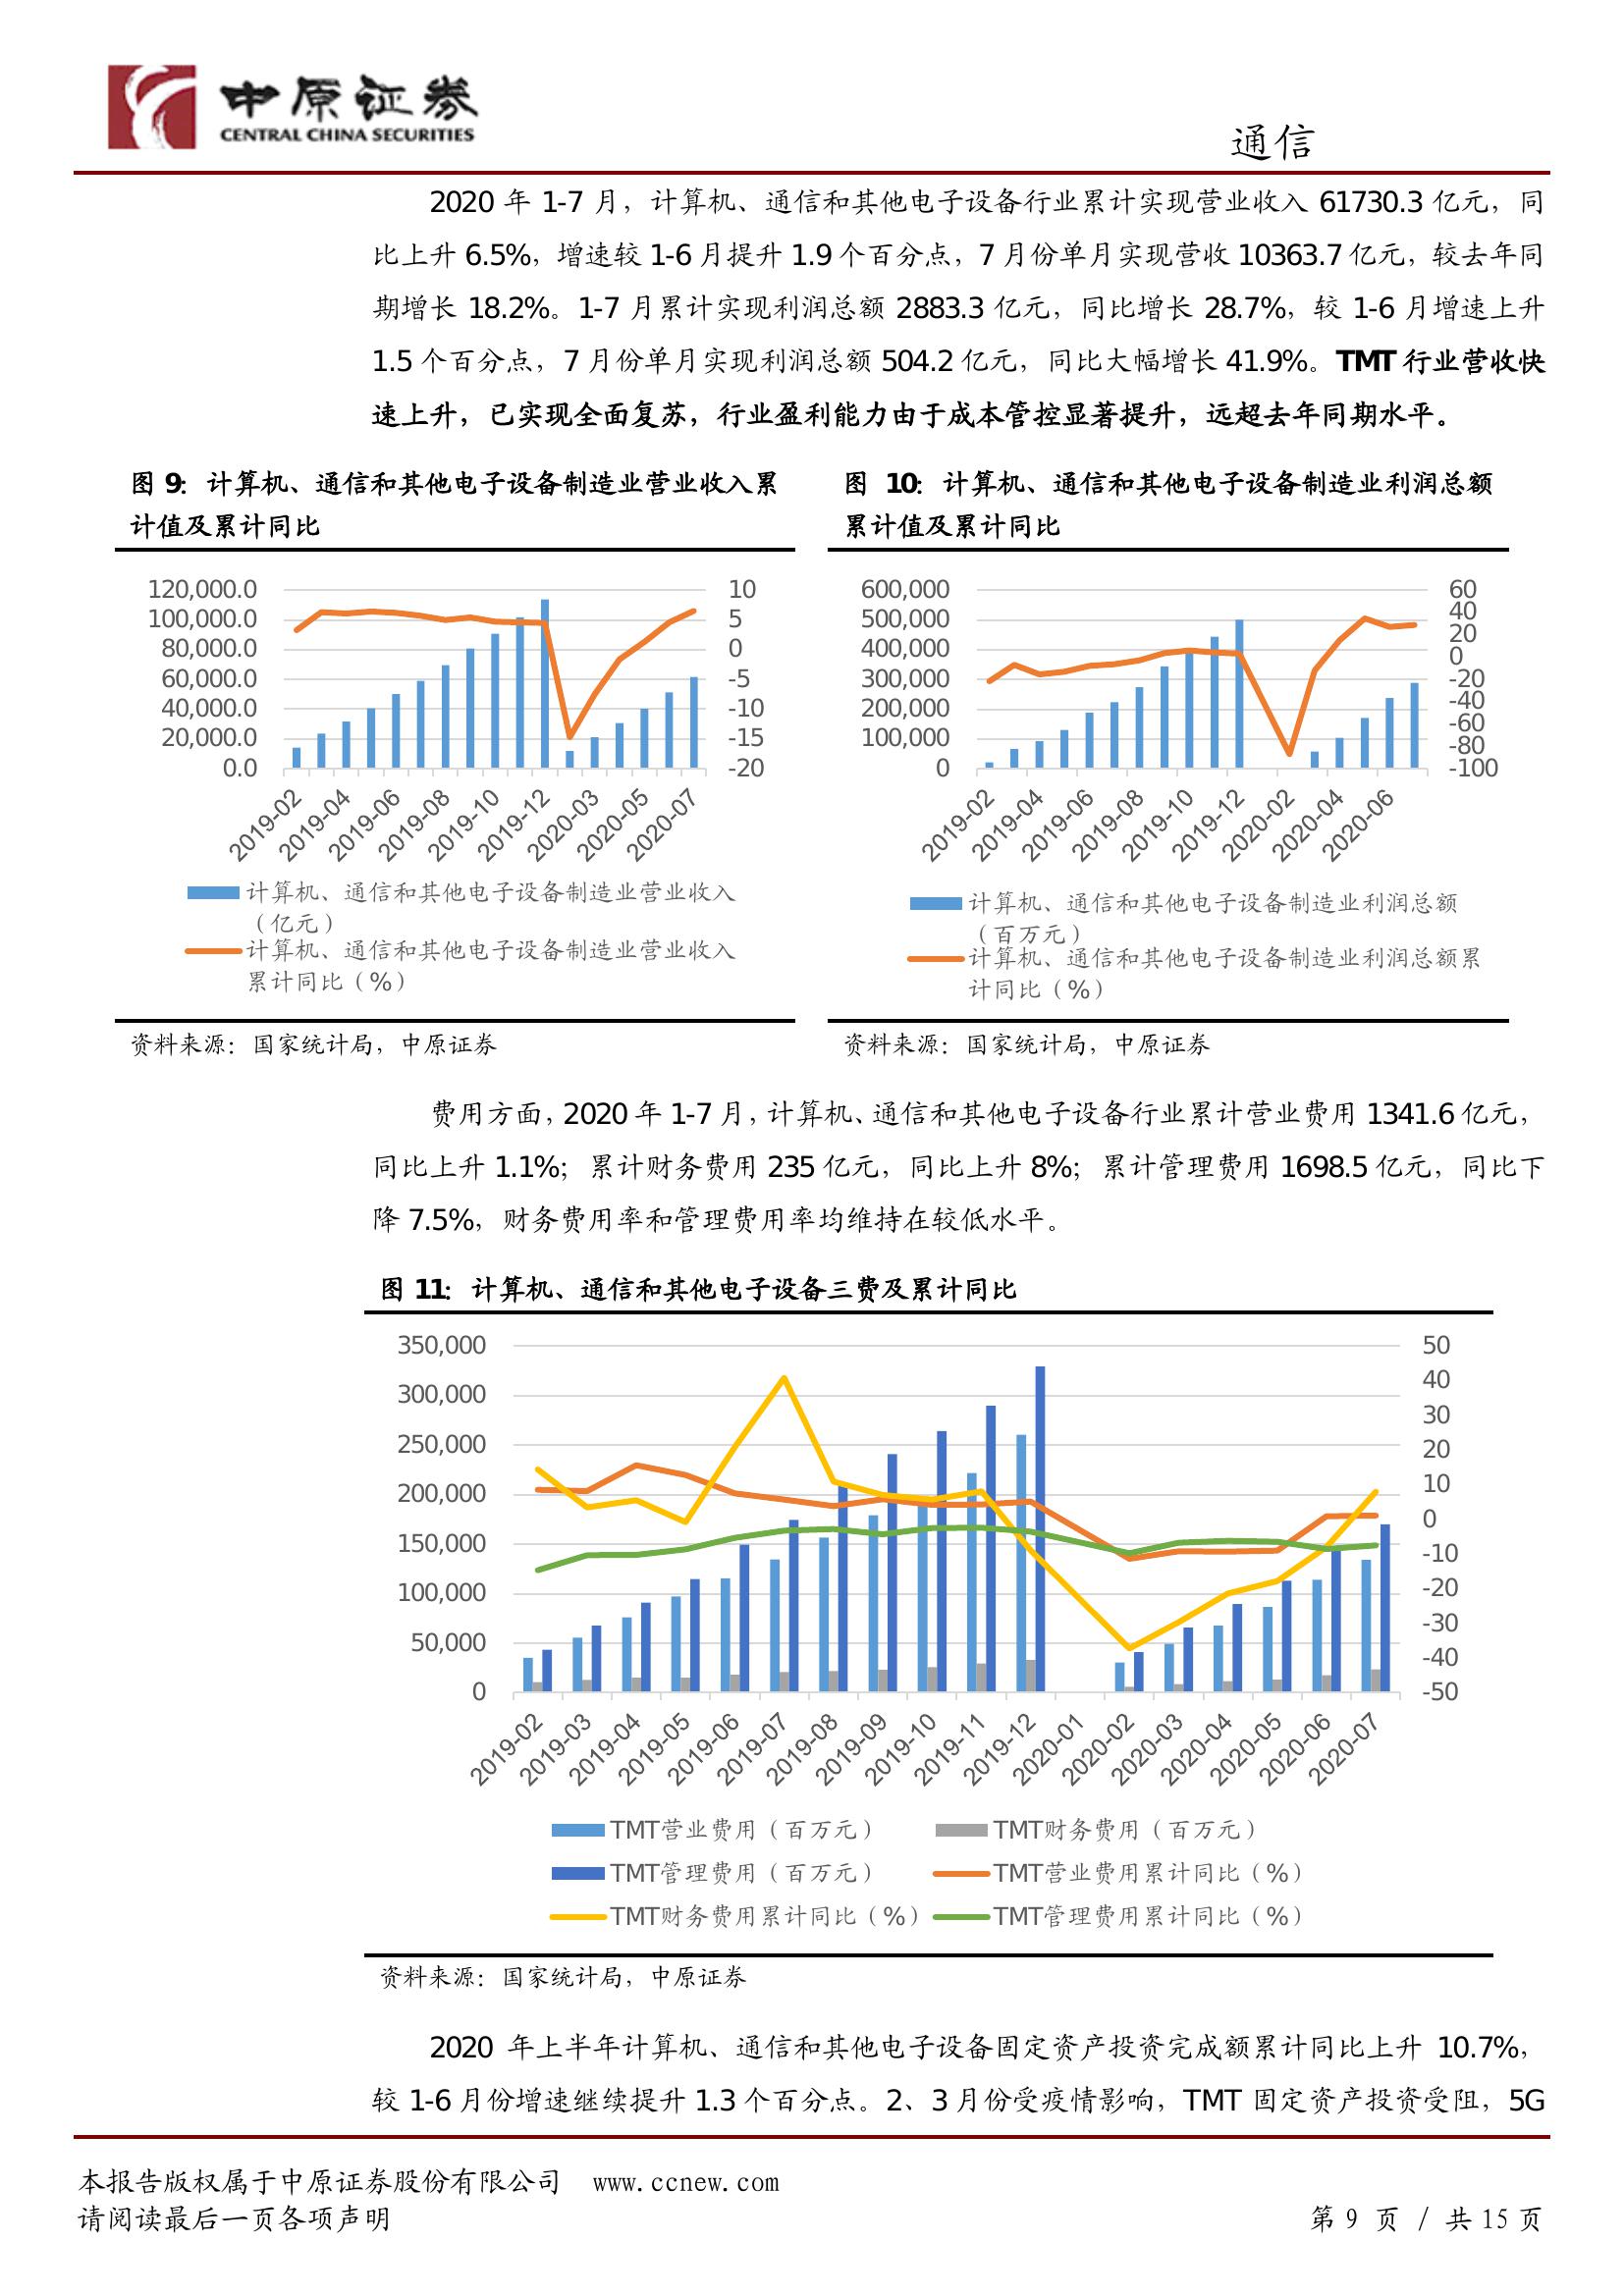 中原证券
CENTRAL CHINA SECURITIES
通信
2020 年 1-7 月，计算机、通信和其他电子设备行业累计实现营业收入 61730.3 亿元，同
比上升 6.5%，增速较 1-6 月提升 1.9 个百分点，7 月份单月实现营收 10363.7 亿元，较去年同
期增长 18.2%。1-7 月累计实现利润总额 2883.3 亿元，同比增长 28.7%，较 1-6 月增速上升
1.5 个百分点，7 月份单月实现利润总额 504.2 亿元，同比大幅增长 41.9%。TMT 行业营收快
速上升，已实现全面复苏，行业盈利能力由于成本管控显著提升，远超去年同期水平。
图 9：计算机、通信和其他电子设备制造业营业收入累
计值及累计同比
120,000.0
100,000.0
80,000.0
60,000.0
40,000.0
20,000.0
0.0
10
5
0
-5
-10
-15
-20
2019-02
2019-04
2019-06
2019-08
2019-10
2019-12
2020-03
2020-05
2020-07
计算机、通信和其他电子设备制造业营业收入
（亿元）
计算机、通信和其他电子设备制造业营业收入
累计同比（%）
资料来源：国家统计局，中原证券
图 10：计算机、通信和其他电子设备制造业利润总额
累计值及累计同比
600,000
500,000
400,000
300,000
200,000
100,000
0
60
40
20
0
-20
-40
-60
-80
-100
2019-02
2019-04
2019-06
2019-08
2019-10
2019-12
2020-02
2020-04
2020-06
计算机、通信和其他电子设备制造业利润总额
（百万元）
计算机、通信和其他电子设备制造业利润总额累
计同比（%）
资料来源：国家统计局，中原证券
费用方面，2020 年 1-7 月，计算机、通信和其他电子设备行业累计营业费用 1341.6 亿元，
同比上升 1.1%；累计财务费用 235 亿元，同比上升 8%；累计管理费用 1698.5 亿元，同比下
降 7.5%，财务费用率和管理费用率均维持在较低水平。
图 11：计算机、通信和其他电子设备三费及累计同比
350,000
300,000
250,000
200,000
150,000
100,000
50,000
0
50
40
30
20
10
0
-10
-20
-30
-40
-50
2019-02
2019-03
2019-04
2019-05
2019-06
2019-07
2019-08
2019-09
2019-10
2019-11
2019-12
2020-01
2020-02
2020-03
2020-04
2020-05
2020-06
2020-07
TMT营业费用（百万元） TMT财务费用（百万元）
TMT管理费用（百万元） TMT营业费用累计同比（%）
TMT财务费用累计同比（%） TMT管理费用累计同比（%）
资料来源：国家统计局，中原证券
2020 年上半年计算机、通信和其他电子设备固定资产投资完成额累计同比上升 10.7%，
较 1-6 月份增速继续提升 1.3 个百分点。2、3 月份受疫情影响，TMT 固定资产投资受阻，5G
本报告版权属于中原证券股份有限公司 www.ccnew.com
请阅读最后一页各项声明
第 9 页 / 共 15 页